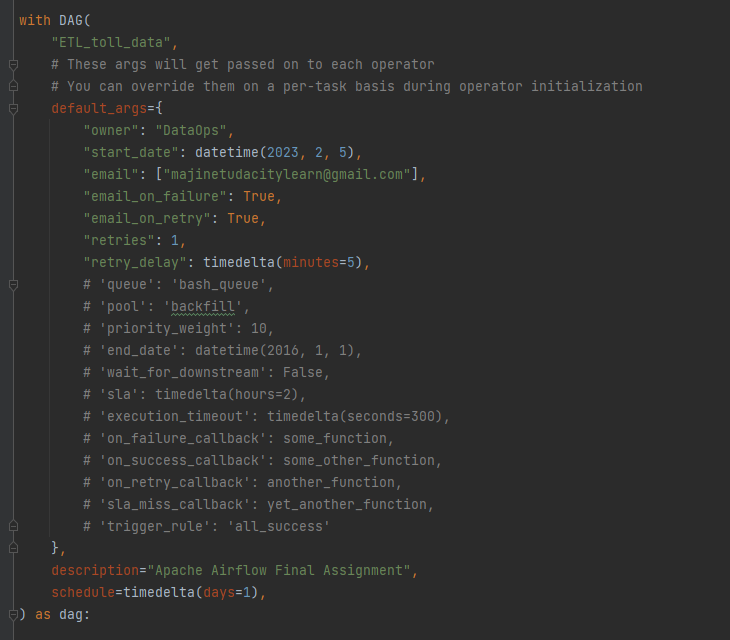 with DAG(
    "ETL_toll_data",
    # These args will get passed on to each operator
    # You can override them on a per-task basis during operator initialization
    default_args={
        "owner": "DataOps",
        "start_date": datetime(2023, 2, 5),
        "email": ["majinetudacitylearn@gmail.com"],
        "email_on_failure": True,
        "email_on_retry": True,
        "retries": 1,
        "retry_delay": timedelta(minutes=5),
        # 'queue': 'bash_queue',
        # 'pool': 'backfill',
        # 'priority_weight': 10,
        # 'end_date': datetime(2016, 1, 1),
        # 'wait_for_downstream': False,
        # 'sla': timedelta(hours=2),
        # 'execution_timeout': timedelta(seconds=300),
        # 'on_failure_callback': some_function,
        # 'on_success_callback': some_other_function,
        # 'on_retry_callback': another_function,
        # 'sla_miss_callback': yet_another_function,
        # 'trigger_rule': 'all_success'
    },
    description="Apache Airflow Final Assignment",
    schedule=timedelta(days=1),
) as dag: